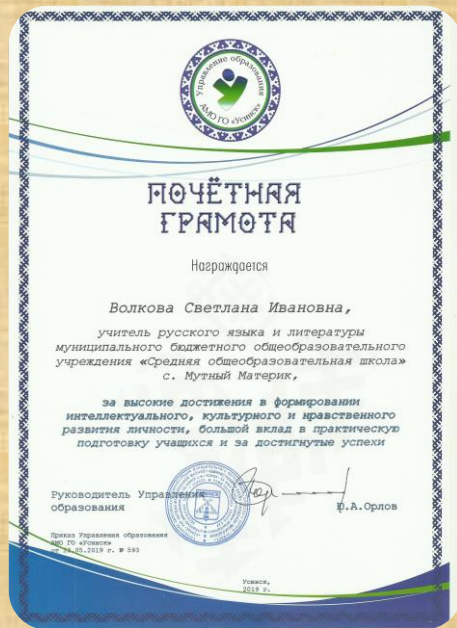 Управление образования
АМО ГО «Усинск»
ПОЧЁТНАЯ
ГРАМОТА
Награждается
Волкова Светлана Ивановна,
учитель русского языка и литературы
муниципального бюджетного общеобразовательного
учреждения «Средняя общеобразовательная школа»
с. Мутный Материк,
за высокие достижения в формировании
интеллектуального, культурного и нравственного
развития личности, большой вклад в практическую
подготовку учащихся и за достигнутые успехи
Руководитель Управления
образования
Ю.А.Орлов
Приказ Управления образования
АМО ГО «Усинск»
от 05.2019 г. № 593
Усинск,
2019 г.